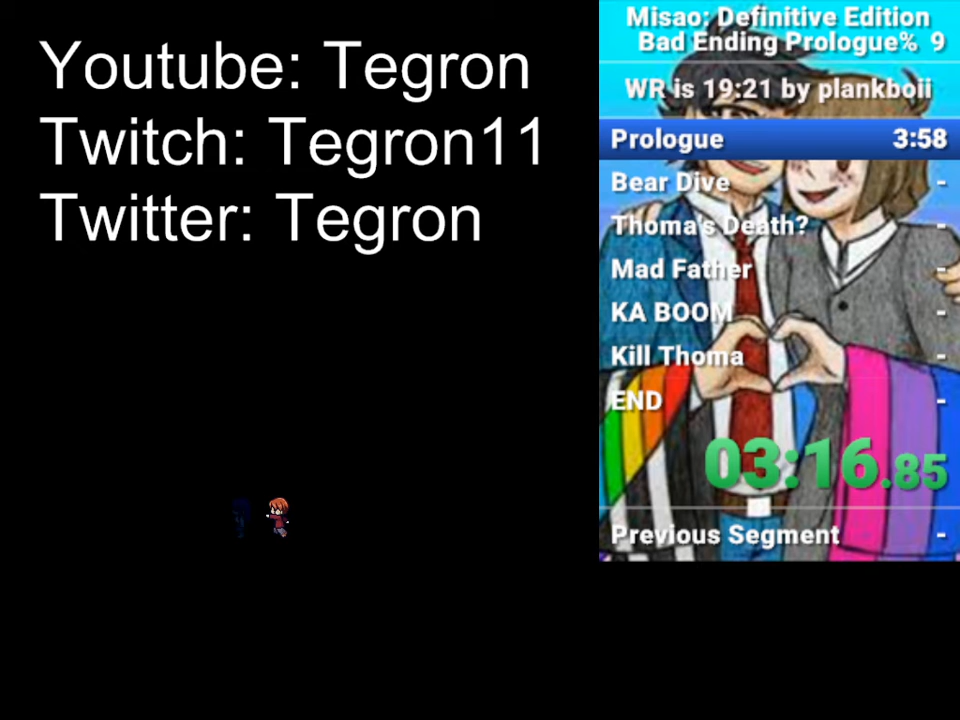 Youtube: Tegron
Twitch: Tegron11
Twitter: Tegron
Misao: Definitive Edition
Bad Ending Prologue% 9
WR is 19:21 by plankboii
Prologue 3:58
Bear Dive -
Thoma's Death? -
Mad Father -
KA BOOM -
Kill Thoma -
END -
03:16.85
Previous Segment -